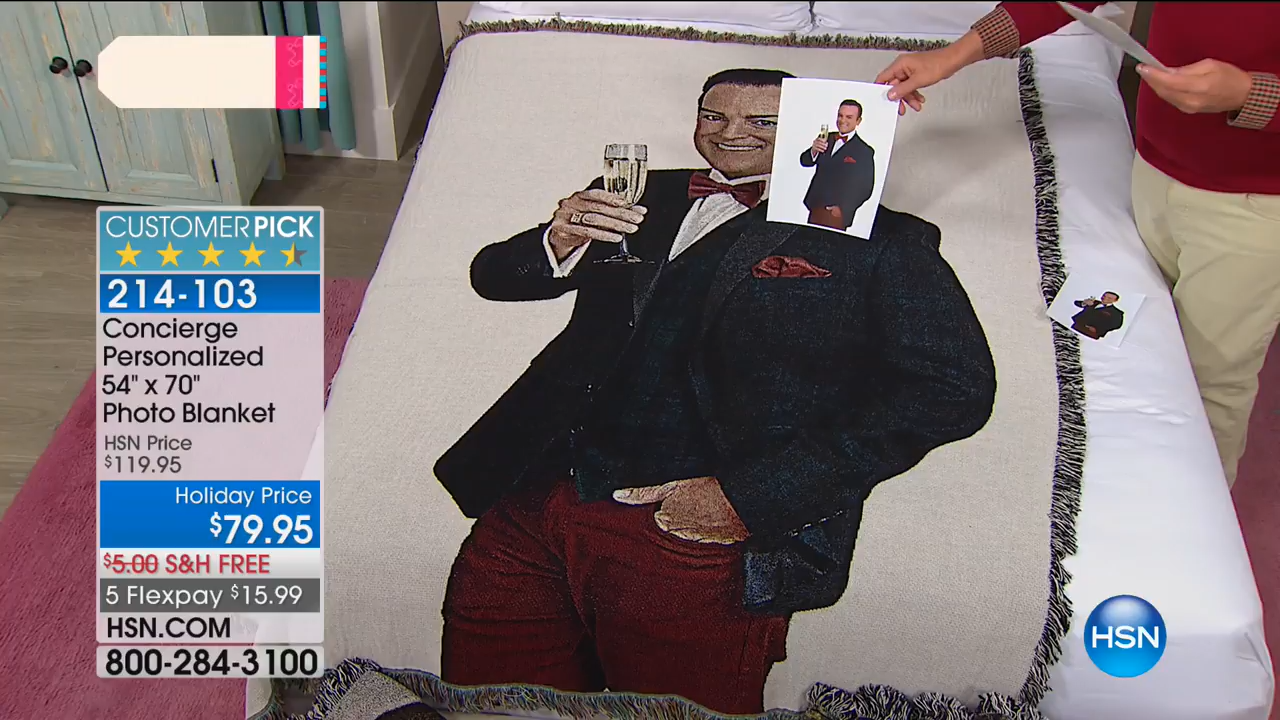 CUSTOMER PICK
214-103
Concierge
Personalized
54" x 70"
Photo Blanket
HSN Price
$119.95
Holiday Price
$79.95
$5.00 S&H FREE
5 Flexpay $15.99
HSN.COM
800-284-3100
HSN